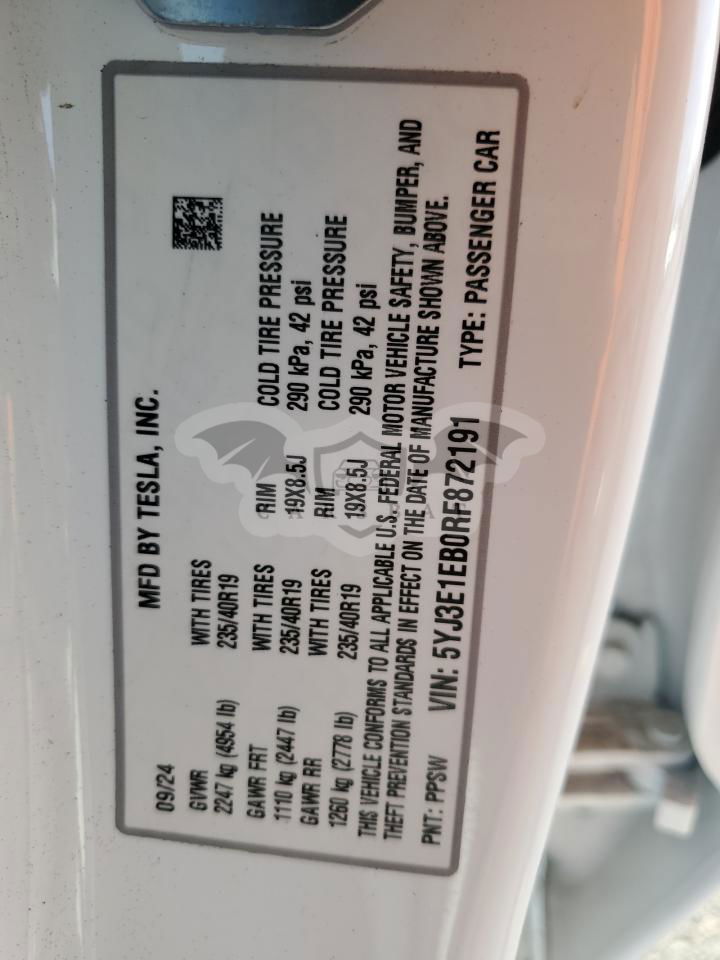 MFD BY TESLA, INC.
09/24
GVWR WITH TIRES RIM COLD TIRE PRESSURE
2247 kg (4954 lb) 235/40R19
GAWR FRT WITH TIRES RIM COLD TIRE PRESSURE
1110 kg (2447 lb) 235/40R19 19X8.5J 290 kPa, 42 psi
GAWR RR WITH TIRES RIM COLD TIRE PRESSURE
1260 kg (2778 lb) 235/40R19 19X8.5J 290 kPa, 42 psi
THIS VEHICLE CONFORMS TO ALL APPLICABLE U.S. FEDERAL MOTOR VEHICLE SAFETY, BUMPER, AND
THEFT PREVENTION STANDARDS IN EFFECT ON THE DATE OF MANUFACTURE SHOWN ABOVE.
PNT: PPSW VIN: 5YJ3E1EB0RF872191 TYPE: PASSENGER CAR